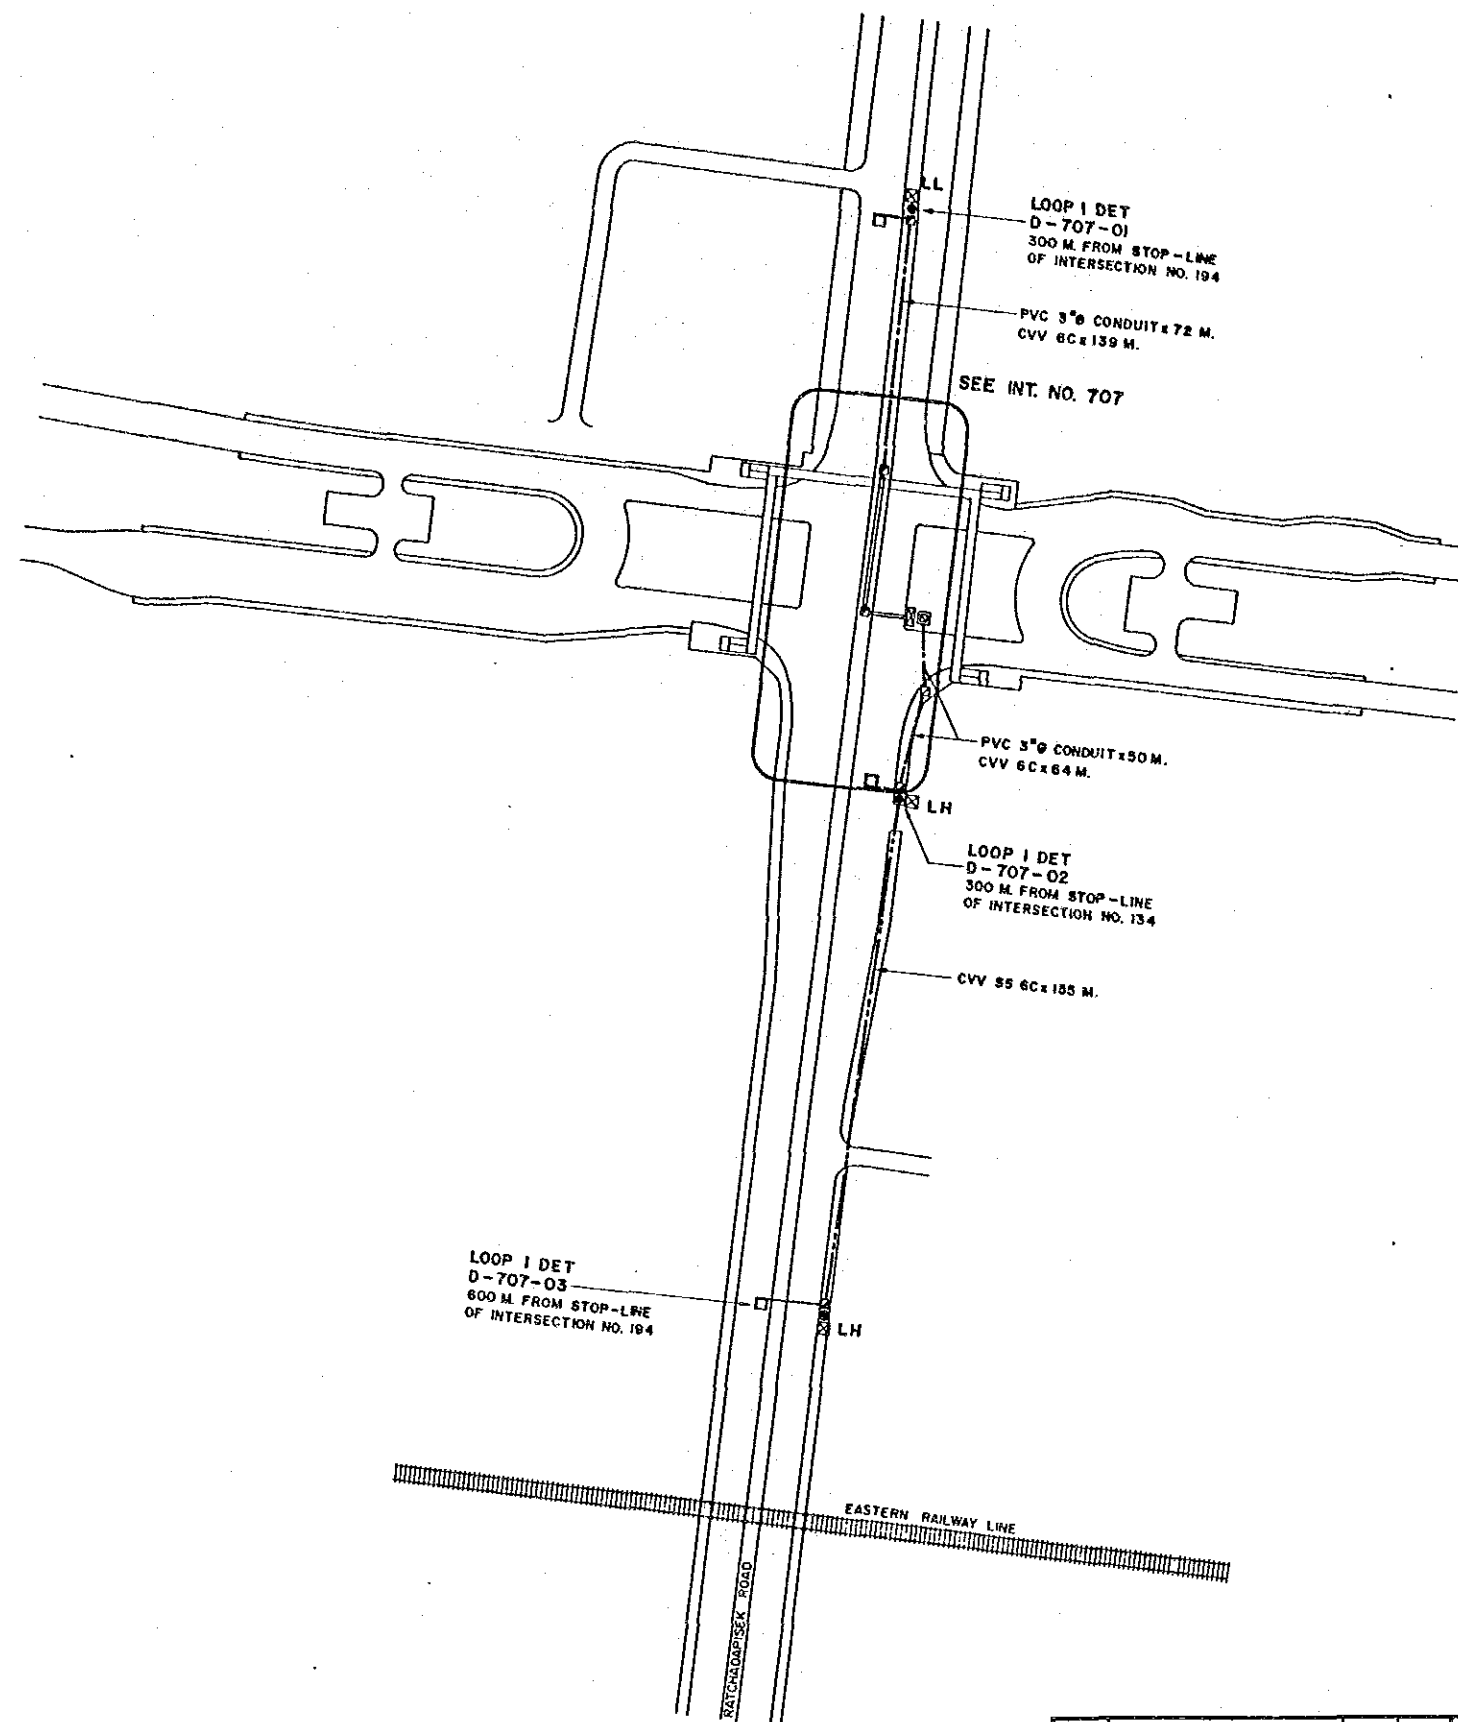 LL
LOOP 1 DET
D-707-01
300 M. FROM STOP-LINE
OF INTERSECTION NO. 194
PVC 3"Ø CONDUIT x 72 M.
CVV 6C x 139 M.
SEE INT. NO. 707
PVC 3"Ø CONDUIT x 50 M.
CVV 6C x 64 M.
LH
LOOP 1 DET
D-707-02
300 M. FROM STOP-LINE
OF INTERSECTION NO. 134
CVV SS 6C x 155 M.
LOOP 1 DET
D-707-03
600 M. FROM STOP-LINE
OF INTERSECTION NO. 194
LH
EASTERN RAILWAY LINE
RATCHADAPISEK ROAD